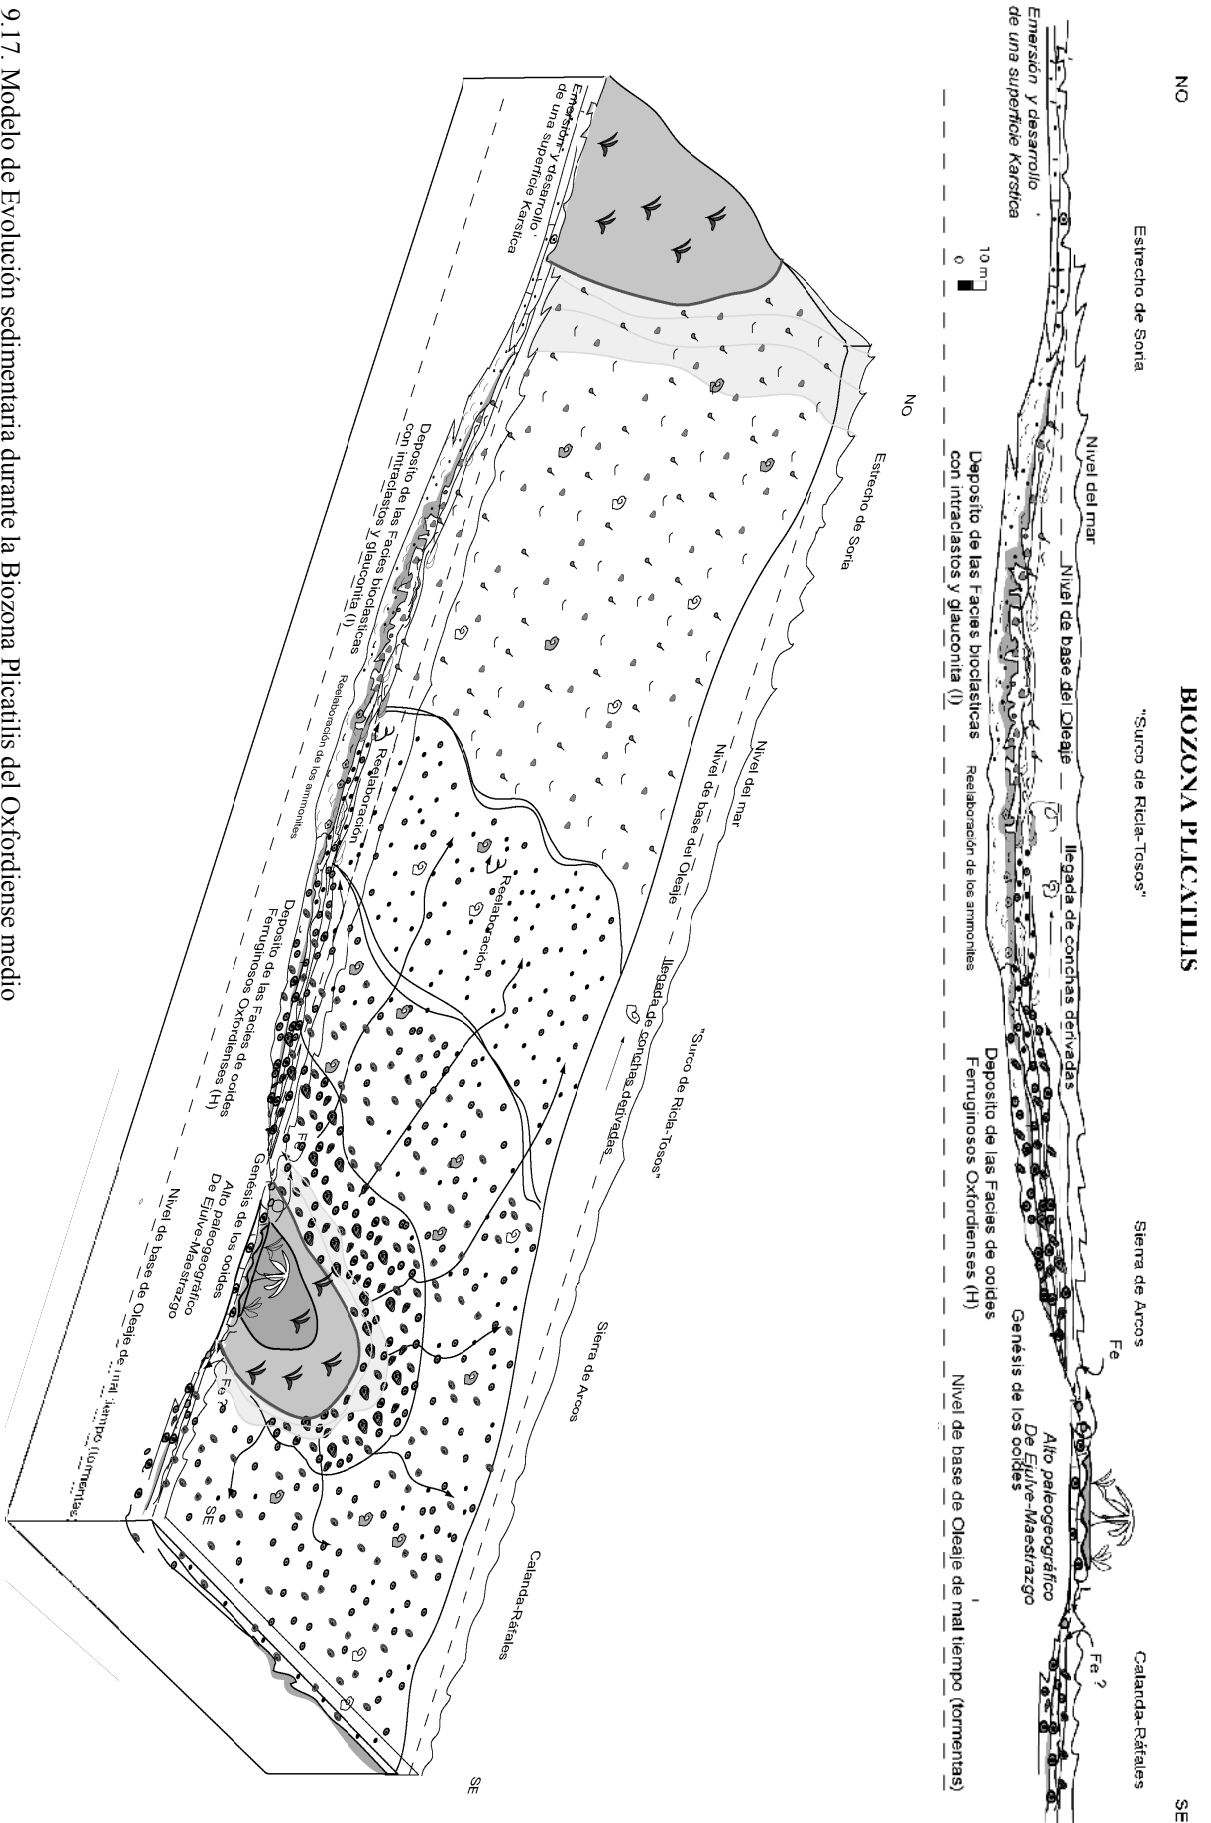 BIOZONA PLICATILIS
NO
SE
Estrecho de Soria
"Surco de Ricla-Tosos"
Sierra de Arcos
Calanda-Ráfales
Nivel del mar
Nivel de base del Oleaje
llegada de conchas derivadas
Fe
Fe ?
Emersión y desarrollo
de una superficie Karstica
10 m
0
Deposito de las Facies bioclasticas
con intraclastos y glauconita (I)
Reelaboración de los ammonites
Deposito de las Facies de ooides
Ferruginosos Oxfordienses (H)
Genésis de los ooides
Alto paleogeográfico
De Ejulve-Maestrazgo
Nivel de base de Oleaje de mal tiempo (tormentas)
NO
Estrecho de Soria
"Surco de Ricla-Tosos"
Sierra de Arcos
Calanda-Ráfales
SE
Nivel del mar
Nivel de base del Oleaje
llegada de conchas derivadas
Emersión y desarrollo
de una superficie Karstica
Deposito de las Facies bioclasticas
con intraclastos y glauconita (I)
Reelaboración de los ammonites
Reelaboración
Reelaboración
Deposito de las Facies de ooides
Ferruginosos Oxfordienses (H)
Fe
Genésis de los ooides
Alto paleogeográfico
De Ejulve-Maestrazgo
Fe ?
SE
Nivel de base de Oleaje de mal tiempo (tormentas)
9.17. Modelo de Evolución sedimentaria durante la Biozona Plicatilis del Oxfordiense medio